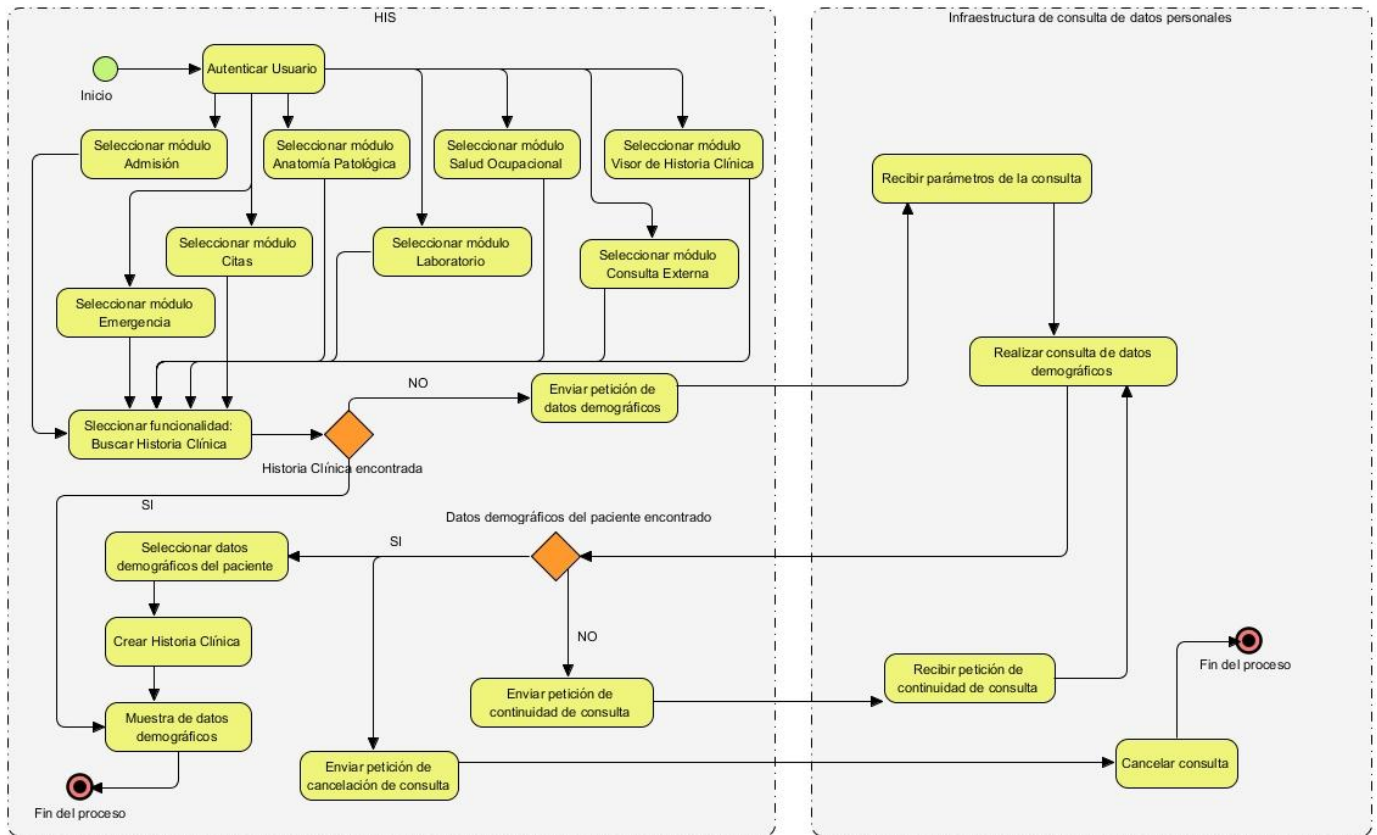 HIS
Infraestructura de consulta de datos personales
Inicio
Autenticar Usuario
Seleccionar módulo
Admisión
Seleccionar módulo
Anatomía Patológica
Seleccionar módulo
Salud Ocupacional
Seleccionar módulo
Visor de Historia Clínica
Recibir parámetros de la consulta
Seleccionar módulo
Citas
Seleccionar módulo
Laboratorio
Seleccionar módulo
Consulta Externa
Seleccionar módulo
Emergencia
Realizar consulta de datos
demográficos
NO
Enviar petición de
datos demográficos
Sleccionar funcionalidad:
Buscar Historia Clínica
Historia Clínica encontrada
SI
Datos demográficos del paciente encontrado
SI
Seleccionar datos
demográficos del paciente
NO
Crear Historia Clínica
Recibir petición de
continuidad de consulta
Fin del proceso
Enviar petición de
continuidad de consulta
Muestra de datos
demográficos
Enviar petición de
cancelación de consulta
Cancelar consulta
Fin del proceso